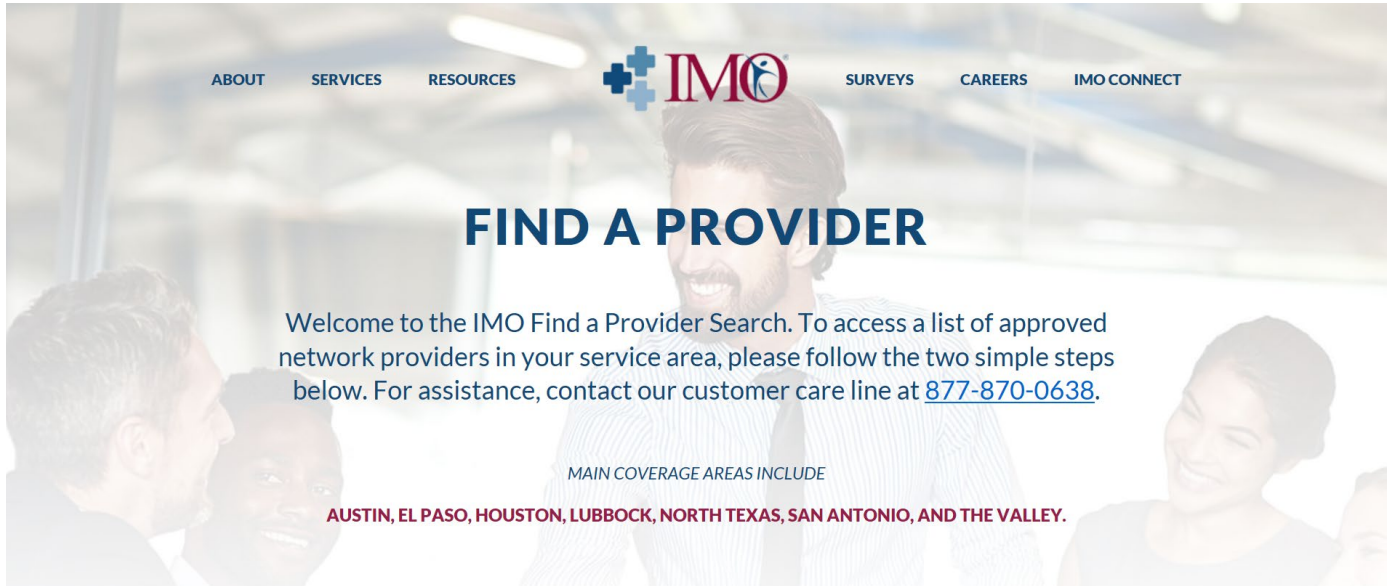 ABOUT SERVICES RESOURCES IMO® SURVEYS CAREERS IMO CONNECT
FIND A PROVIDER
Welcome to the IMO Find a Provider Search. To access a list of approved
network providers in your service area, please follow the two simple steps
below. For assistance, contact our customer care line at 877-870-0638.
MAIN COVERAGE AREAS INCLUDE
AUSTIN, EL PASO, HOUSTON, LUBBOCK, NORTH TEXAS, SAN ANTONIO, AND THE VALLEY.